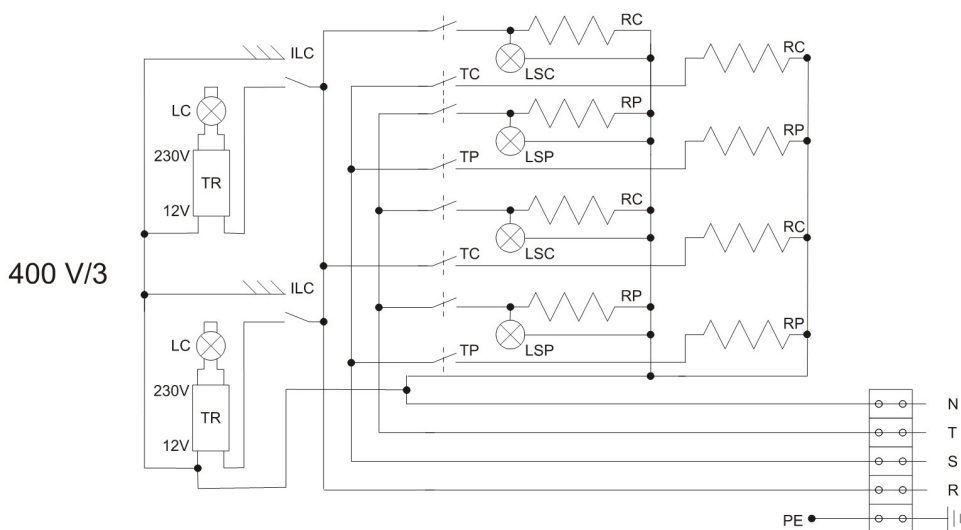 RC
ILC
RC
TC
LSC
LC
RP
230V
TP
LSP
RP
TR
12V
RC
RC
TC
LSC
400 V/3
ILC
RP
RP
LC
TP
LSP
230V
TR
N
12V
T
S
R
PE